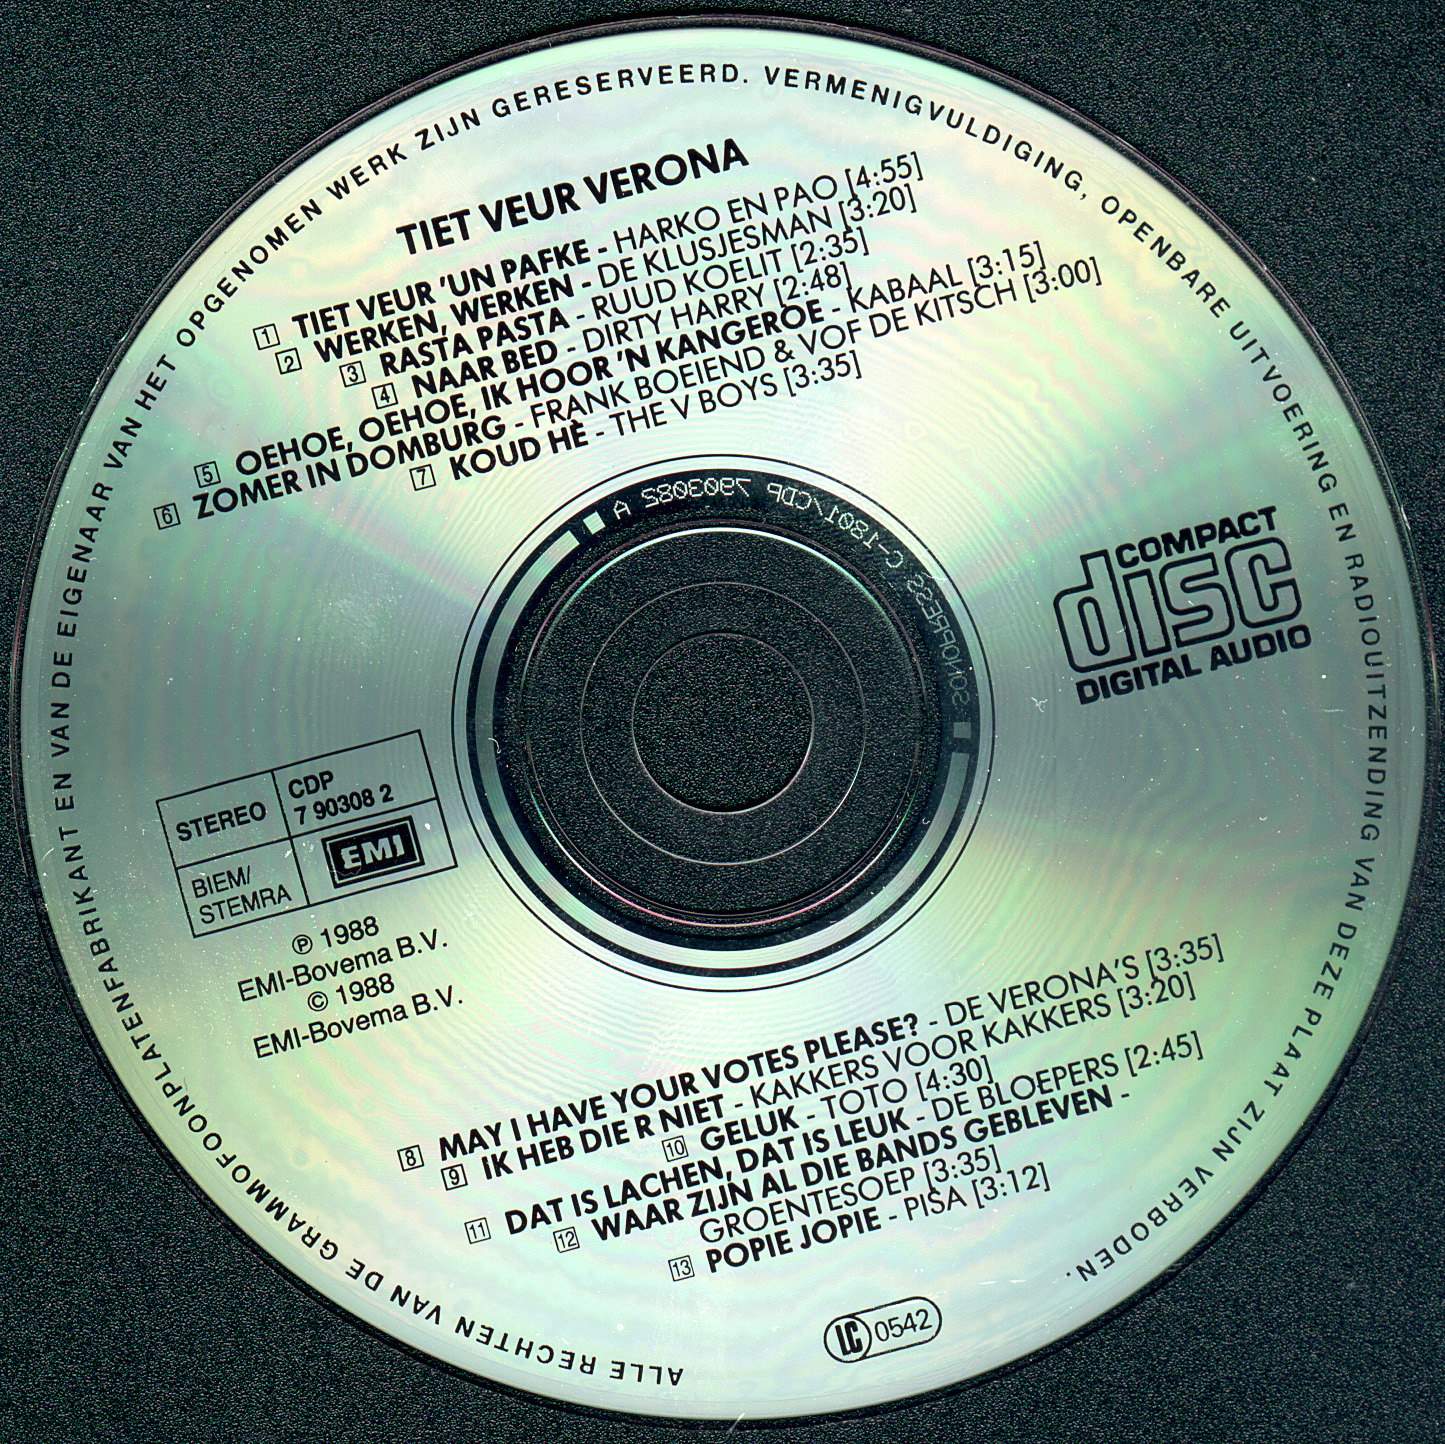 TIET VEUR VERONA
1 TIET VEUR 'UN PAFKE - HARKO EN PAO [4:55]
2 WERKEN, WERKEN - DE KLUSJESMAN [3:20]
3 RASTA PASTA - RUUD KOELIT [2:35]
4 NAAR BED - DIRTY HARRY [2:48]
5 OEHOE, OEHOE, IK HOOR 'N KANGEROE - KABAAL [3:15]
6 ZOMER IN DOMBURG - FRANK BOEIEND & VOF DE KITSCH [3:00]
7 KOUD HÈ - THE V BOYS [3:35]
SONOPRESS C-1801/CDP 7903082 A
COMPACT
disc
DIGITAL AUDIO
STEREO
CDP
7 90308 2
BIEM/
STEMRA
EMI
℗ 1988
EMI-Bovema B.V.
© 1988
EMI-Bovema B.V.
8 MAY I HAVE YOUR VOTES PLEASE? - DE VERONA'S [3:35]
9 IK HEB DIE R NIET - KAKKERS VOOR KAKKERS [3:20]
10 GELUK - TOTO [4:30]
11 DAT IS LACHEN, DAT IS LEUK - DE BLOEPERS [2:45]
12 WAAR ZIJN AL DIE BANDS GEBLEVEN -
GROENTESOEP [3:35]
13 POPIE JOPIE - PISA [3:12]
LC 0542
ALLE RECHTEN VAN DE GRAMMOFOONPLATENFABRIKANT EN VAN DE EIGENAAR VAN HET OPGENOMEN WERK ZIJN GERESERVEERD. VERMENIGVULDIGING, OPENBARE UITVOERING EN RADIOUITZENDING VAN DEZE PLAAT ZIJN VERBODEN.